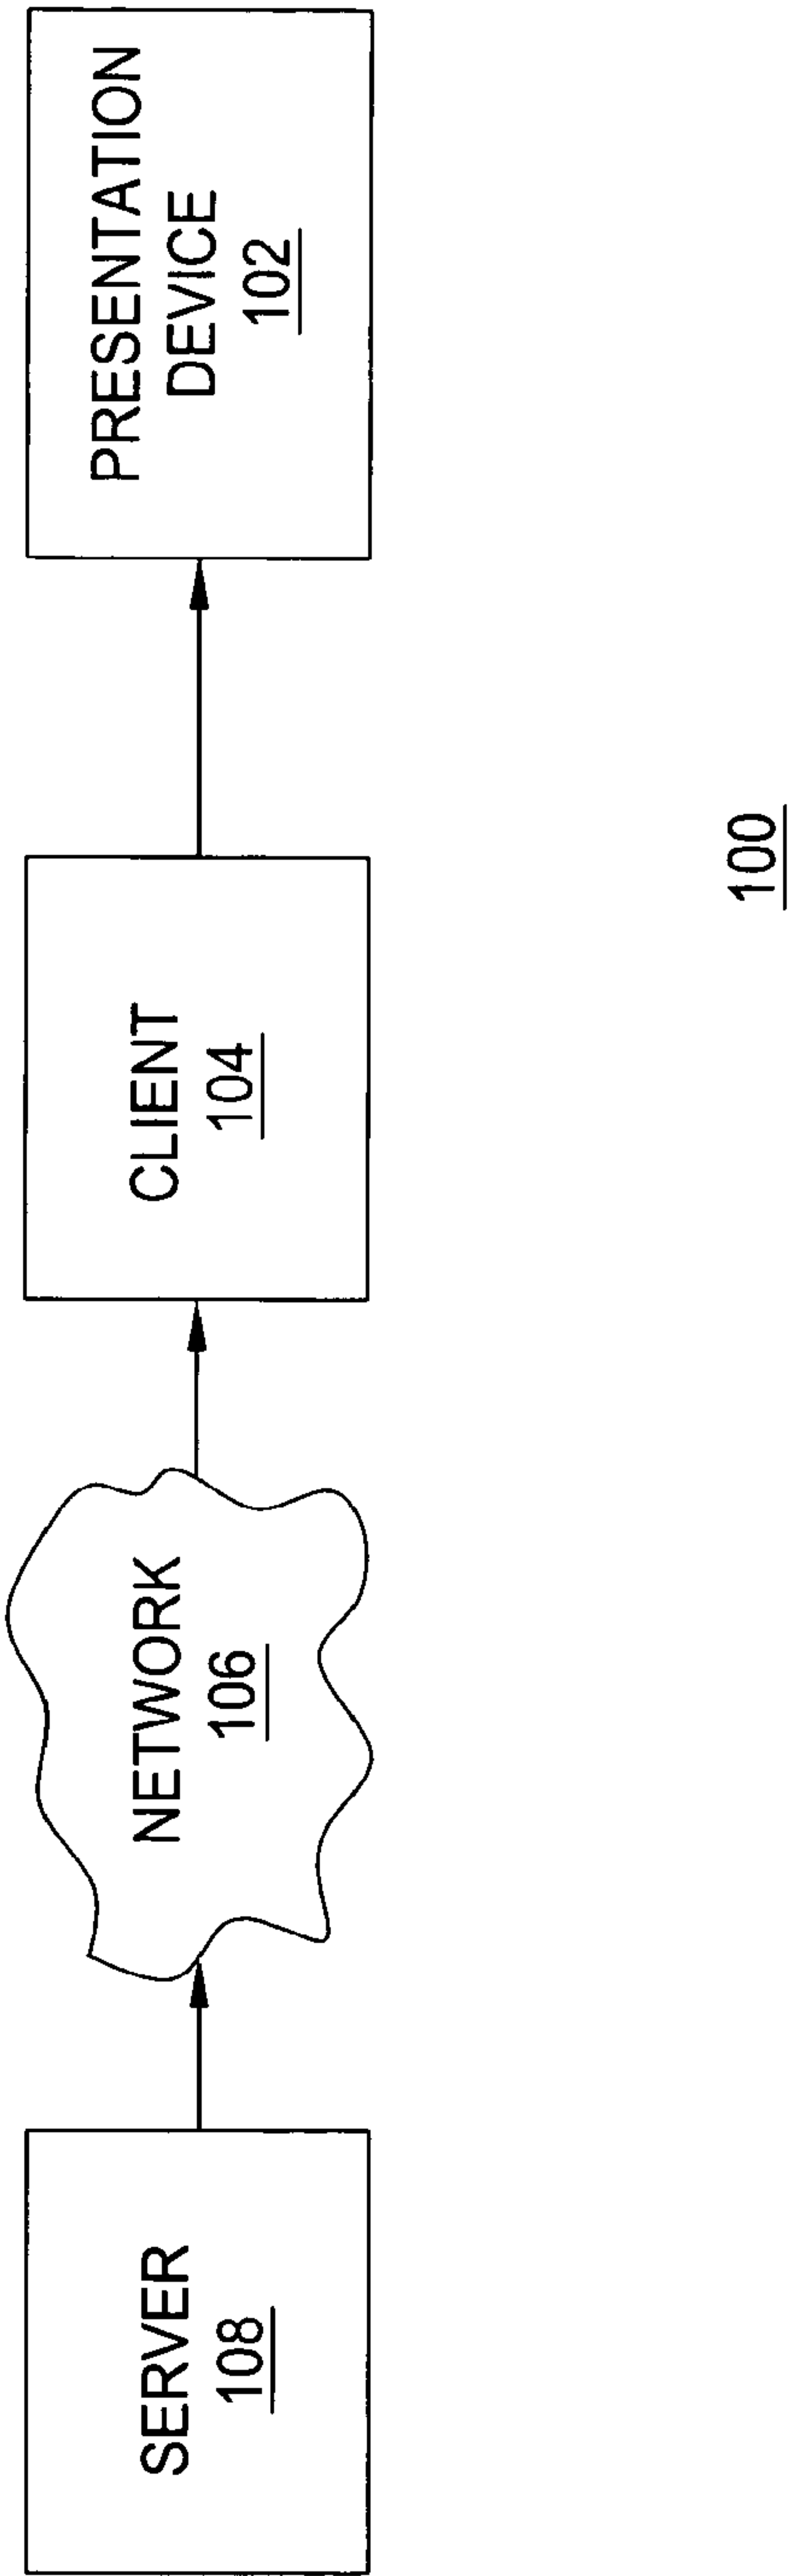 SERVER
108
NETWORK
106
CLIENT
104
PRESENTATION
DEVICE
102
100